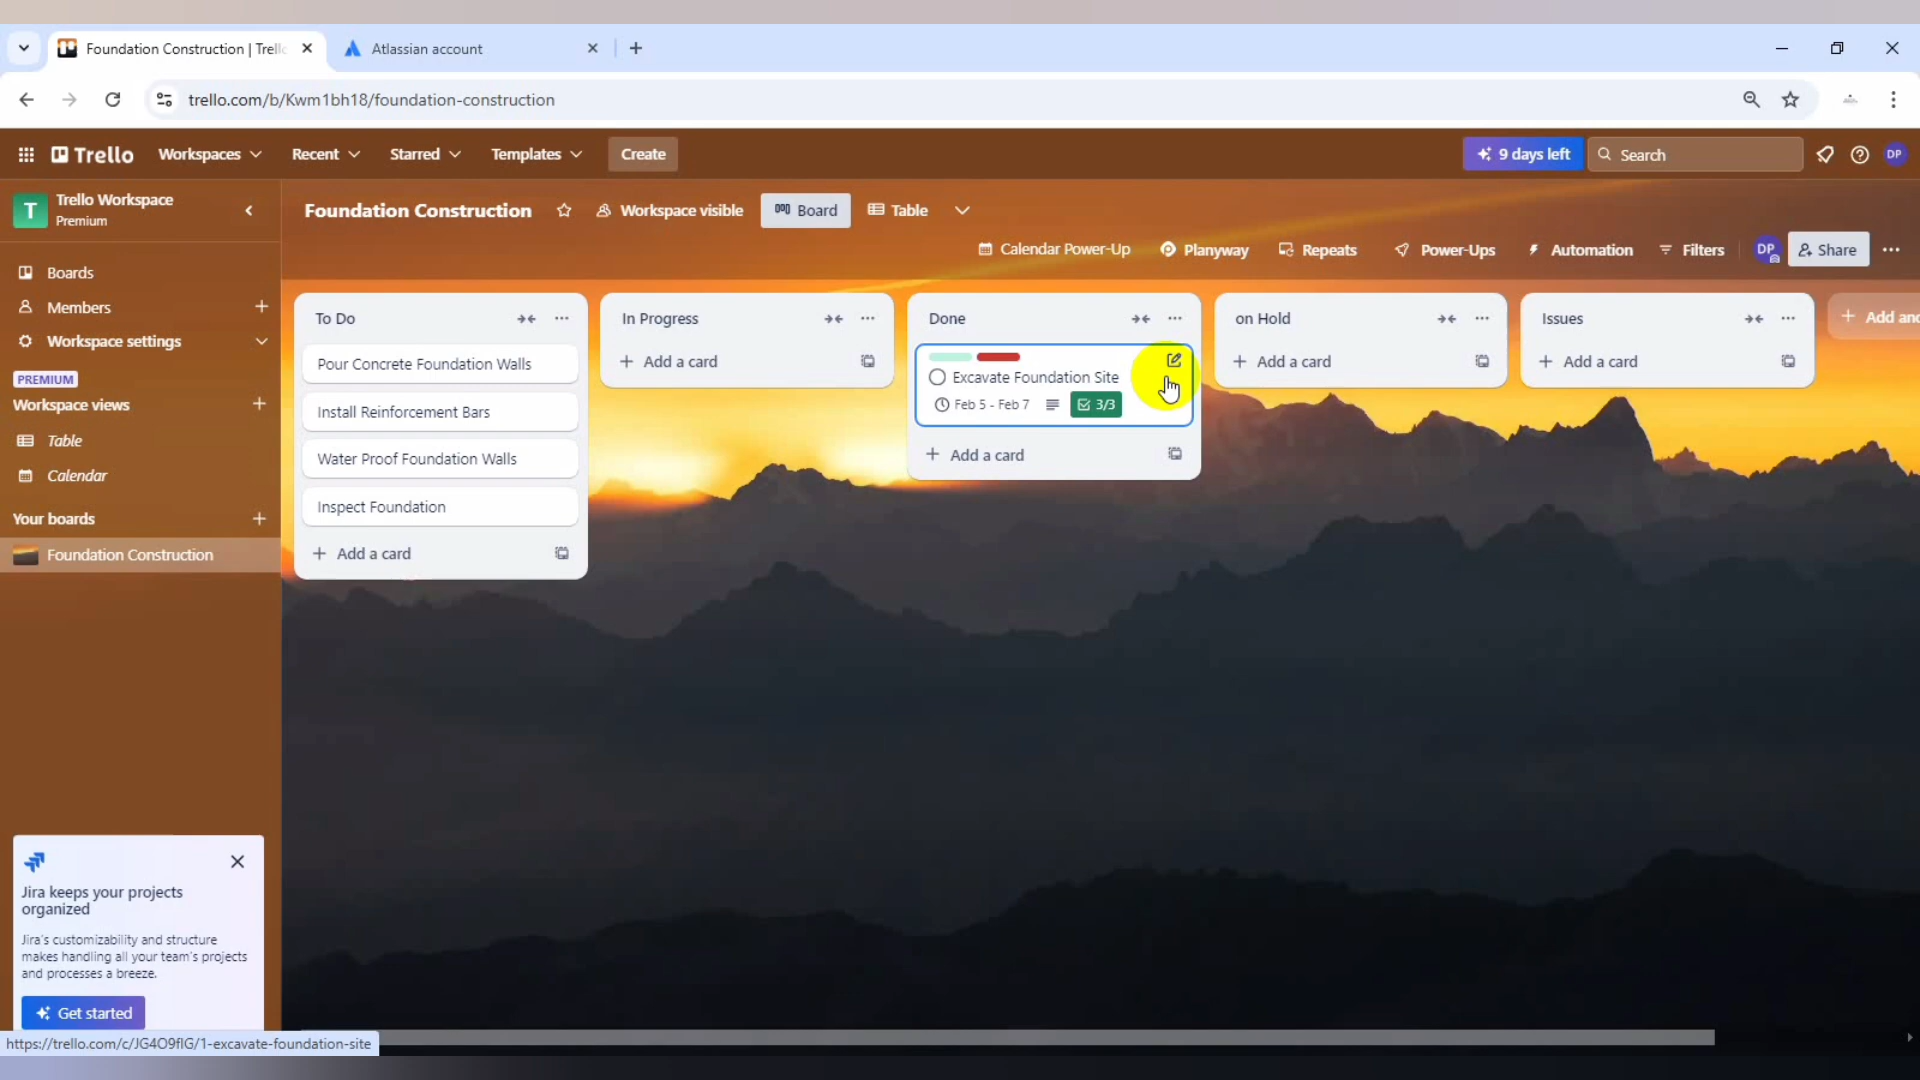 Foundation Construction | Trell
Atlassian account
trello.com/b/Kwm1bh18/foundation-construction
Trello
Workspaces
Recent
Starred
Templates
Create
9 days left
Search
DP
T
Trello Workspace
Premium
Foundation Construction
Workspace visible
Board
Table
Calendar Power-Up
Planyway
Repeats
Power-Ups
Automation
Filters
DP
Share
Boards
Members
Workspace settings
PREMIUM
Workspace views
Table
Calendar
Your boards
Foundation Construction
To Do
Pour Concrete Foundation Walls
Install Reinforcement Bars
Water Proof Foundation Walls
Inspect Foundation
Add a card
In Progress
Add a card
Done
Excavate Foundation Site
Feb 5 - Feb 7
3/3
Add a card
on Hold
Add a card
Issues
Add a card
Add ano
Jira keeps your projects
organized
Jira's customizability and structure
makes handling all your team's projects
and processes a breeze.
Get started
https://trello.com/c/JG4O9flG/1-excavate-foundation-site